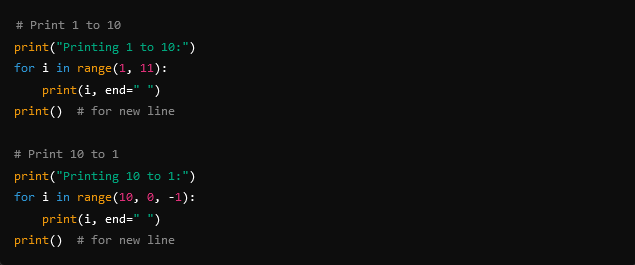 # Print 1 to 10
print("Printing 1 to 10:")
for i in range(1, 11):
    print(i, end=" ")
print()  # for new line

# Print 10 to 1
print("Printing 10 to 1:")
for i in range(10, 0, -1):
    print(i, end=" ")
print()  # for new line